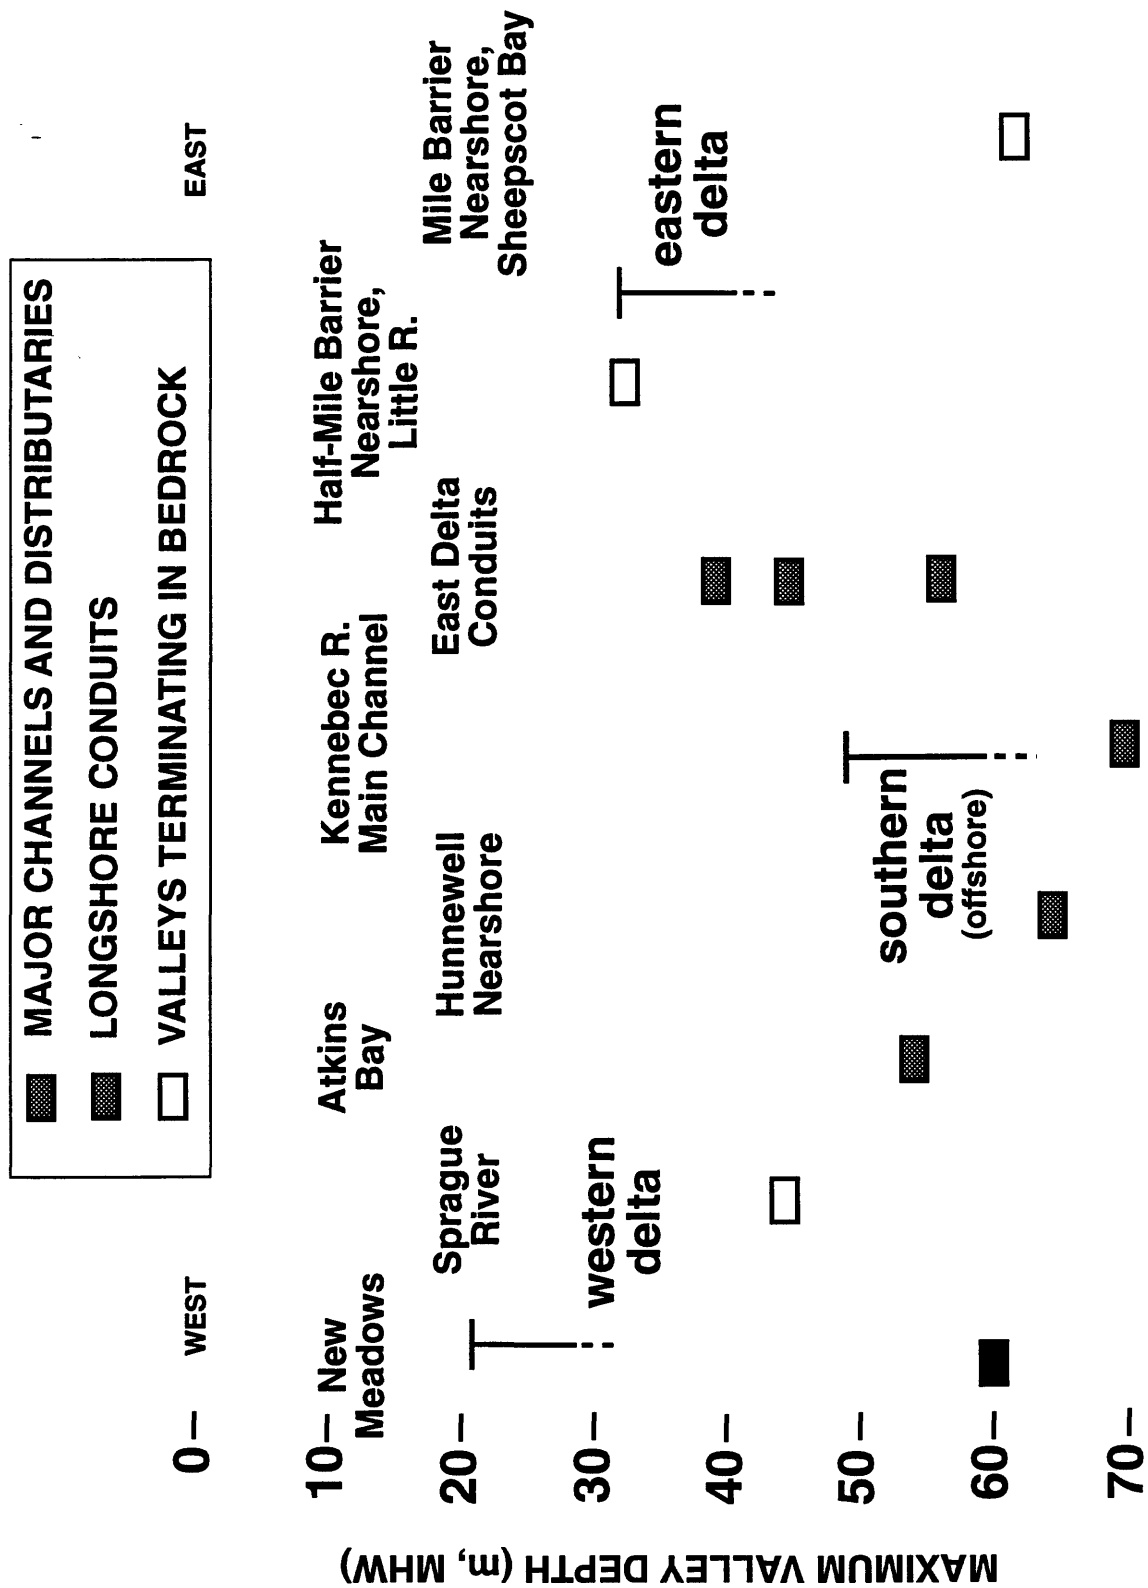 MAJOR CHANNELS AND DISTRIBUTARIES
LONGSHORE CONDUITS
VALLEYS TERMINATING IN BEDROCK
WEST
EAST
0
10
20
30
40
50
60
70
MAXIMUM VALLEY DEPTH (m, MHW)
New
Meadows
Sprague
River
Atkins
Bay
Hunnewell
Nearshore
Kennebec R.
Main Channel
East Delta
Conduits
Half-Mile Barrier
Nearshore,
Little R.
Mile Barrier
Nearshore,
Sheepscot Bay
western
delta
southern
delta
(offshore)
eastern
delta